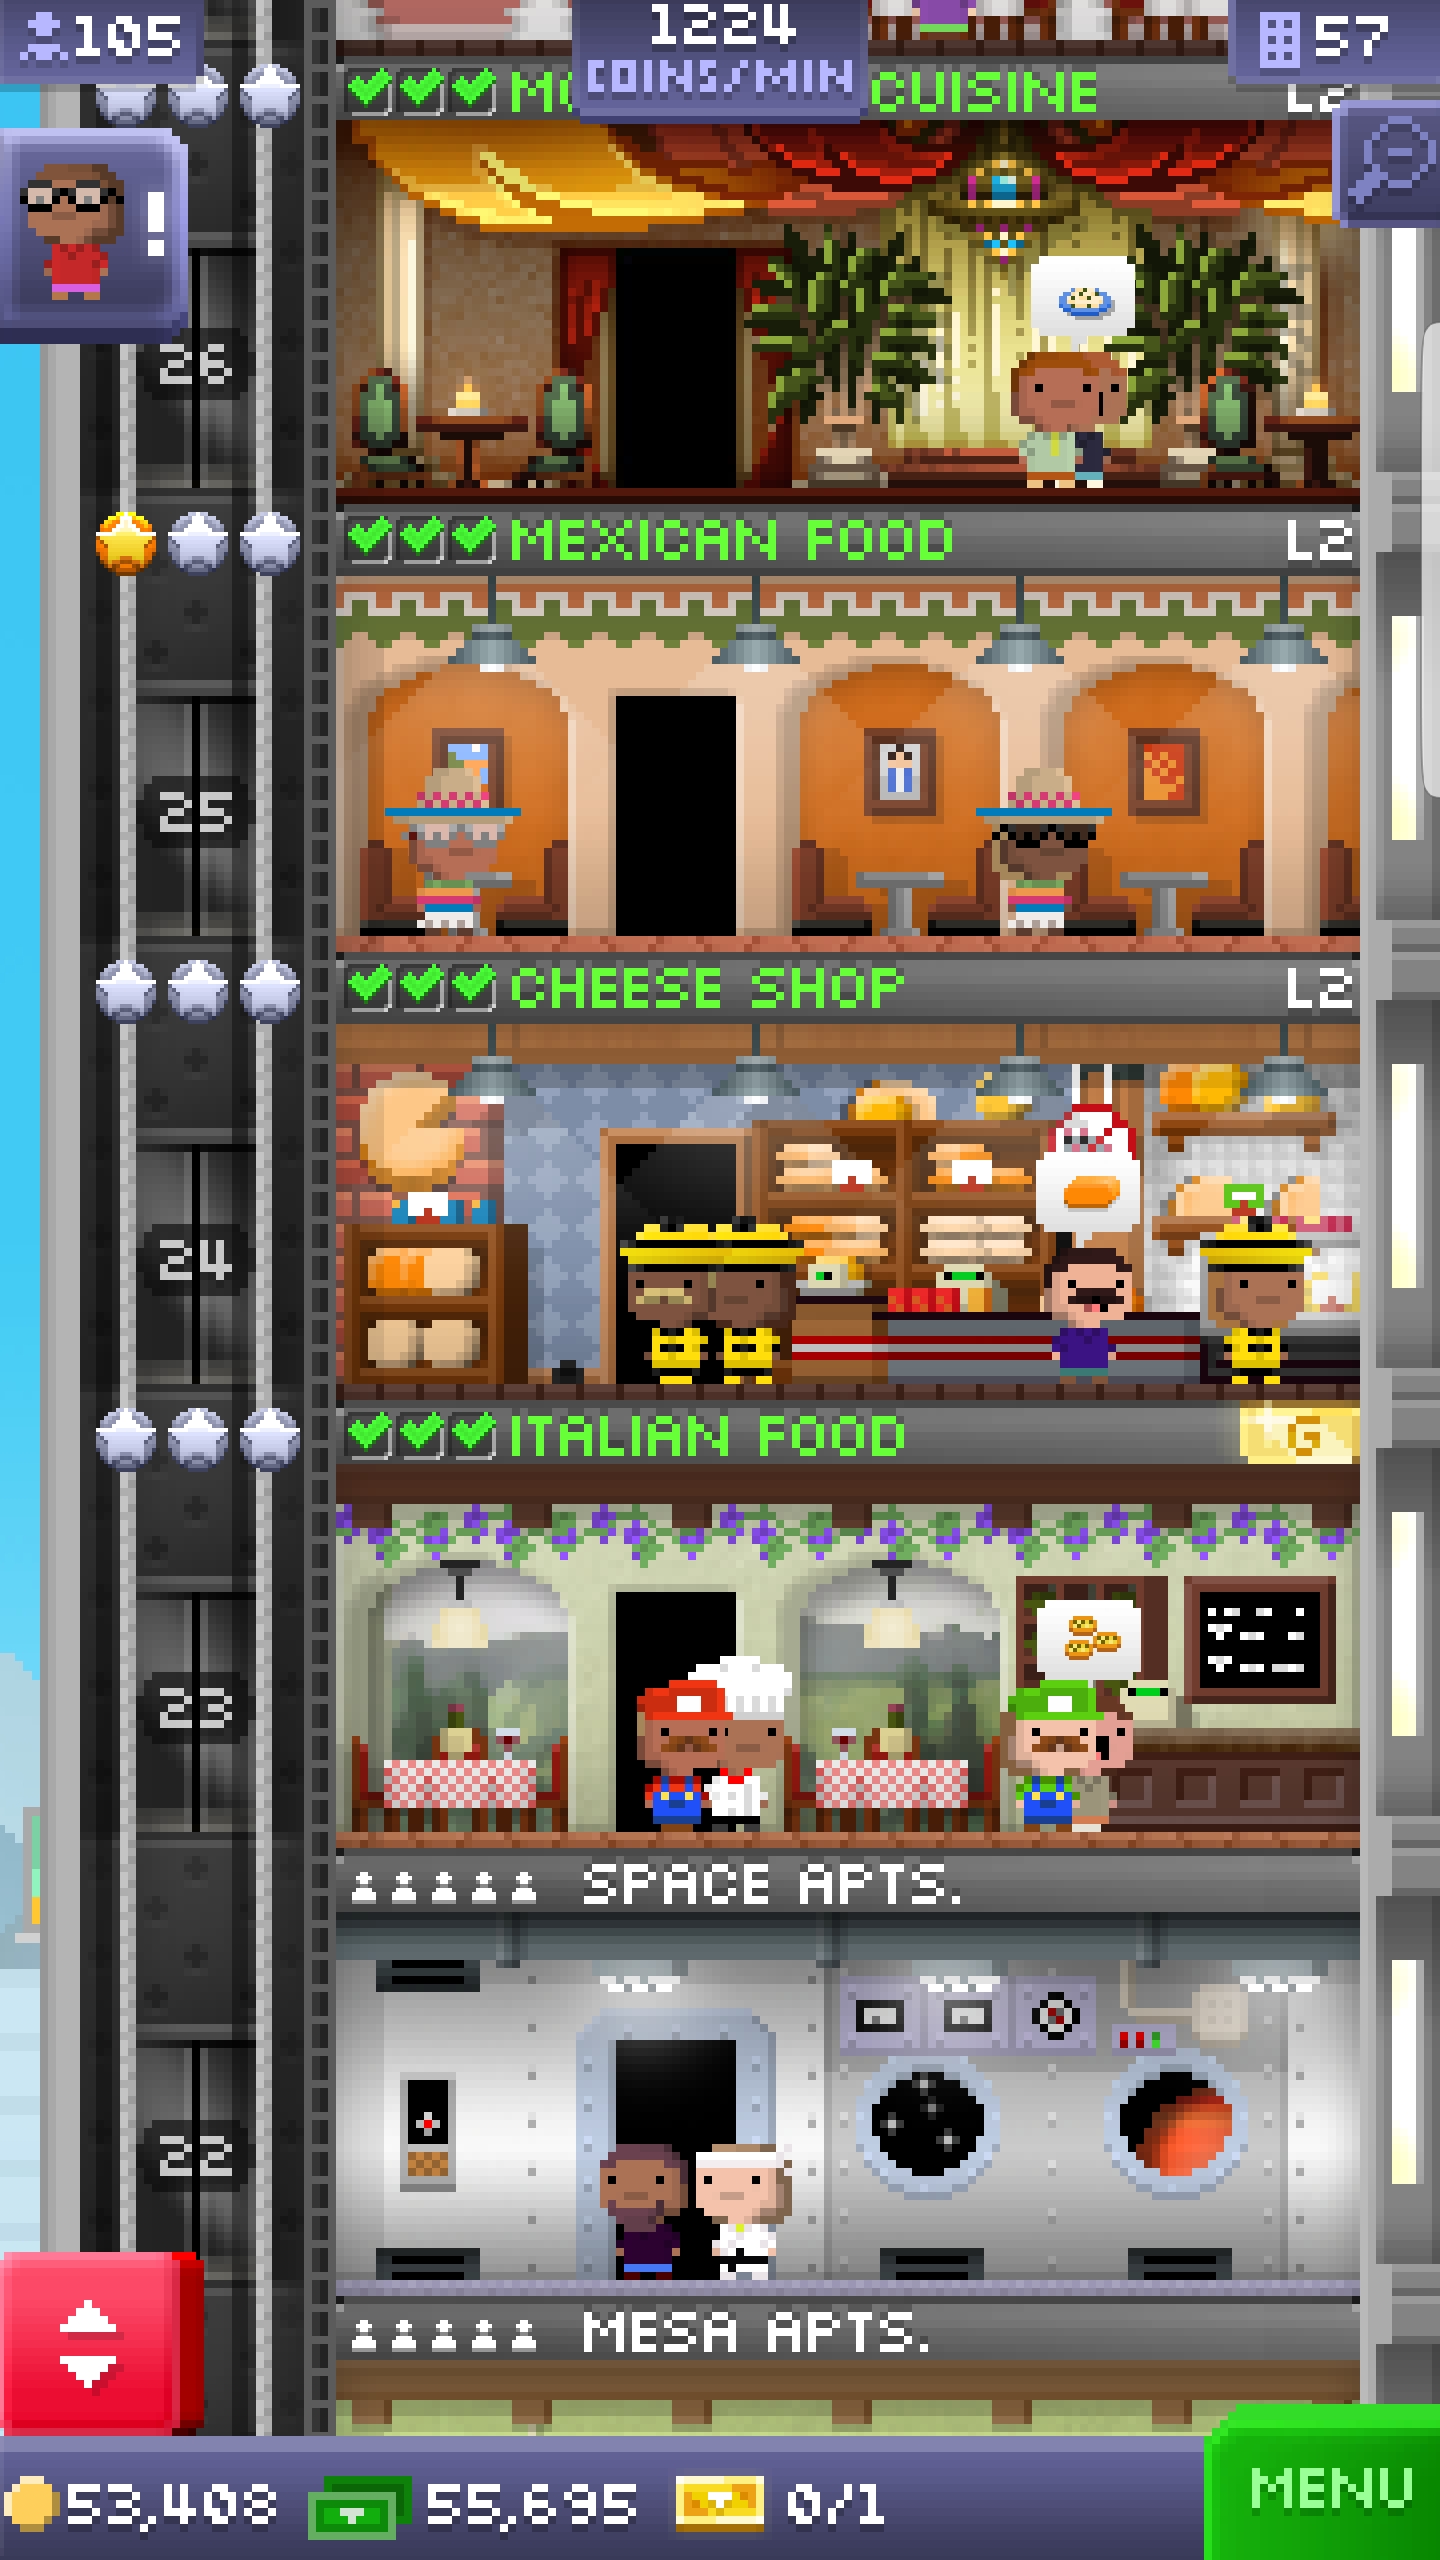 105
1224
COINS/MIN
57
CUISINE
26
MEXICAN FOOD L2
25
CHEESE SHOP L2
24
ITALIAN FOOD G
23
SPACE APTS.
22
MESA APTS.
53,408 55,695 0/1
MENU